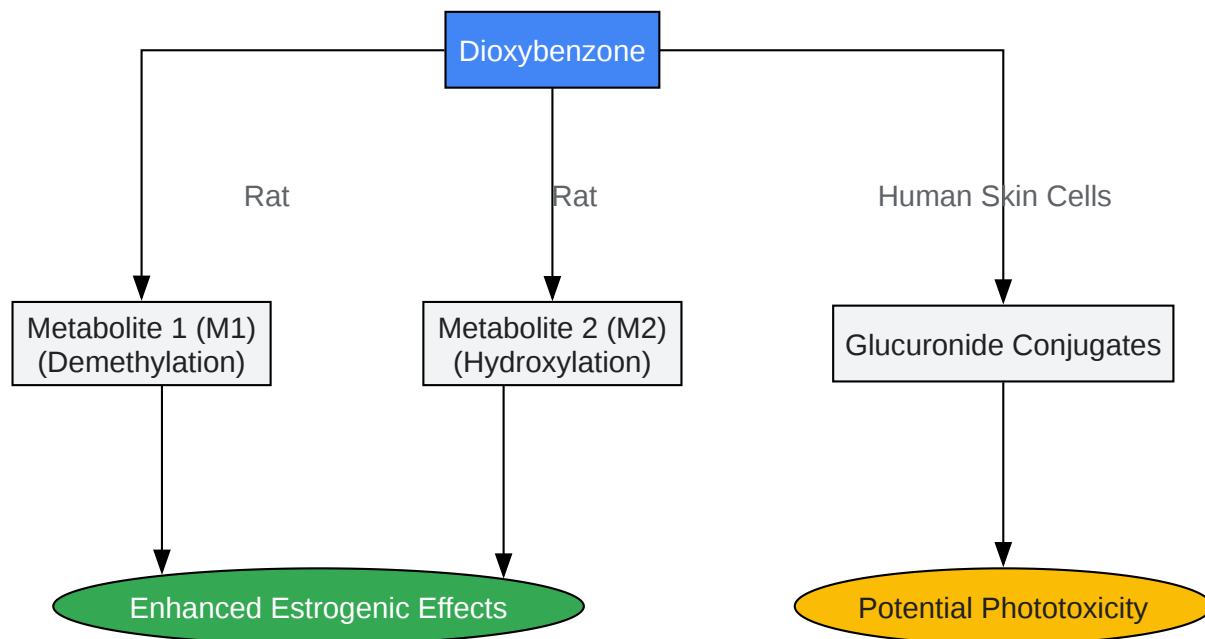 Dioxybenzone
Rat
Rat
Human Skin Cells
Metabolite 1 (M1)
(Demethylation)
Metabolite 2 (M2)
(Hydroxylation)
Glucuronide Conjugates
Enhanced Estrogenic Effects
Potential Phototoxicity